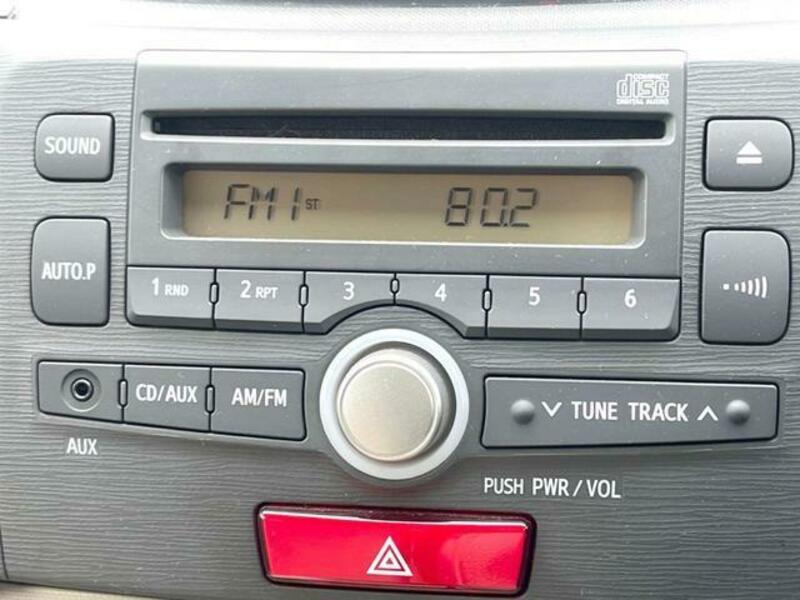 COMPACT
disc
DIGITAL AUDIO
SOUND
FM1 ST 80.2
AUTO.P
1 RND 2 RPT 3 4 5 6
CD/AUX AM/FM TUNE TRACK
AUX
PUSH PWR/VOL